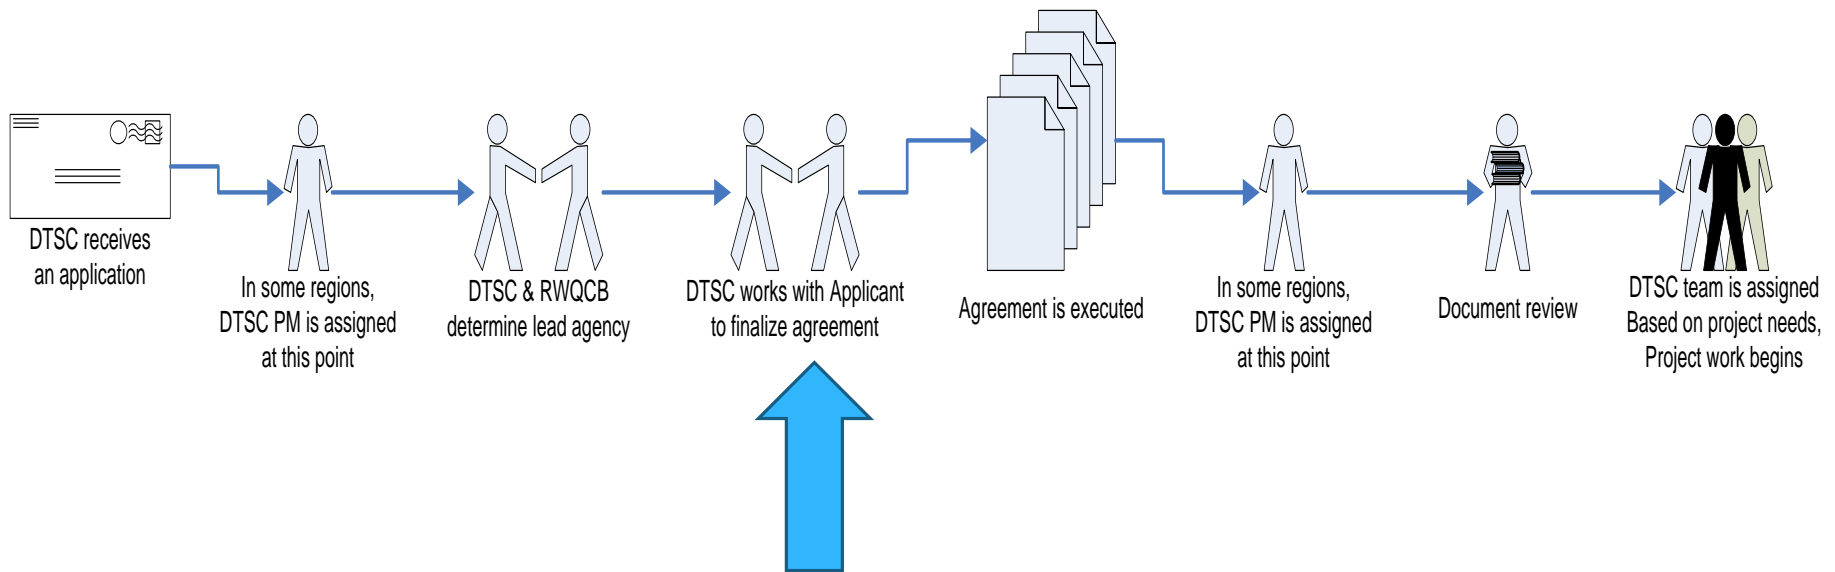 DTSC receives
an application
In some regions,
DTSC PM is assigned
at this point
DTSC & RWQCB
determine lead agency
DTSC works with Applicant
to finalize agreement
Agreement is executed
In some regions,
DTSC PM is assigned
at this point
Document review
DTSC team is assigned
Based on project needs,
Project work begins